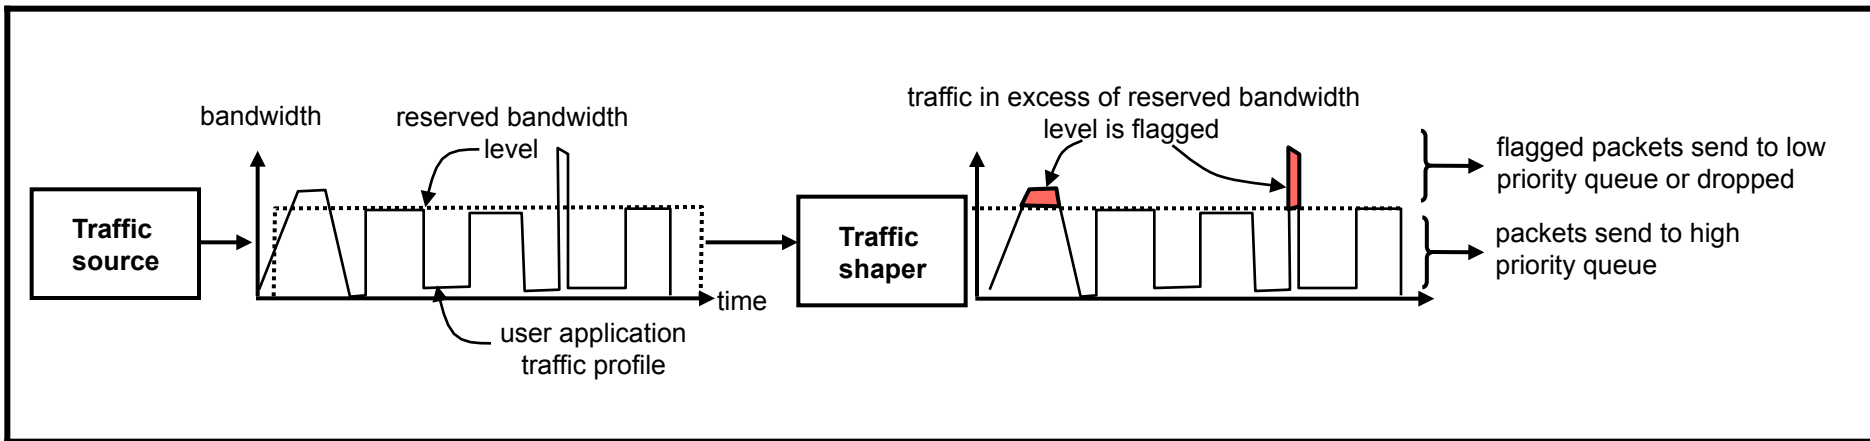 Traffic
source
bandwidth
reserved bandwidth
level
time
user application
traffic profile
Traffic
shaper
traffic in excess of reserved bandwidth
level is flagged
flagged packets send to low
priority queue or dropped
packets send to high
priority queue